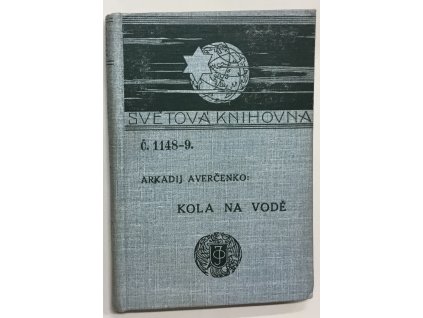 SVĚTOVÁ KNIHOVNA
Č. 1148-9.
ARKADIJ AVERČENKO:
KOLA NA VODĚ